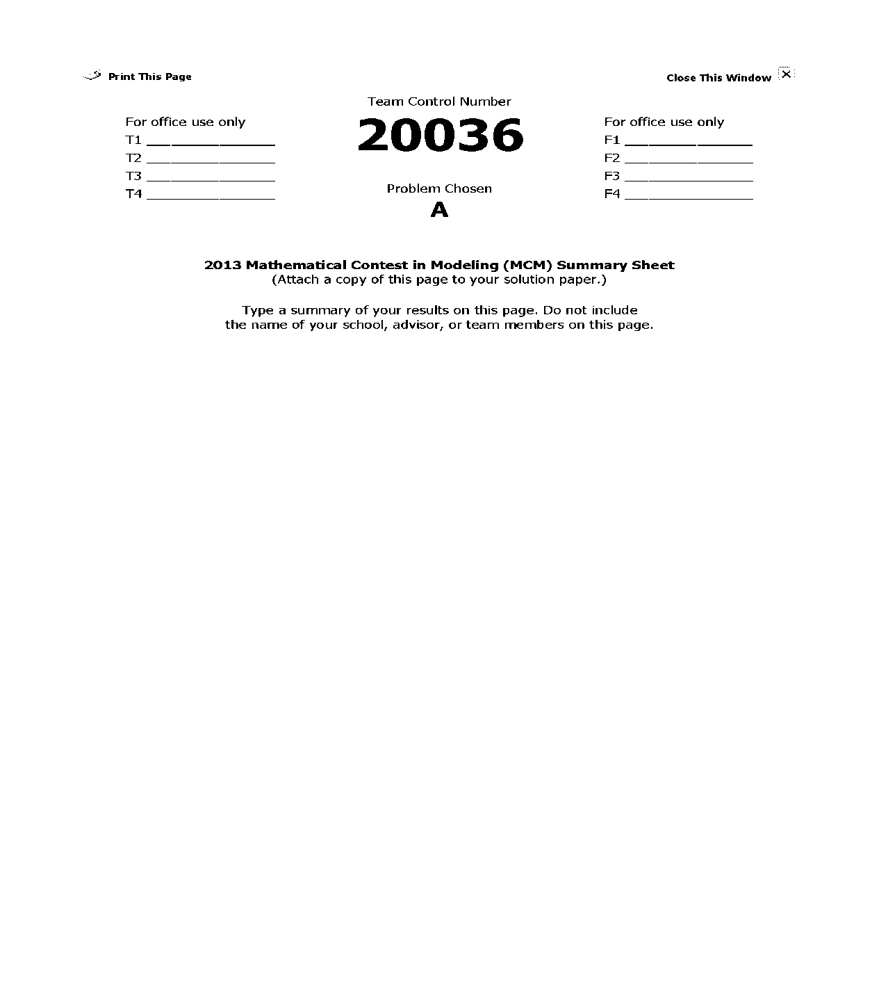 Print This Page
Close This Window
Team Control Number
20036
For office use only
T1 ________________
T2 ________________
T3 ________________
T4 ________________
For office use only
F1 ________________
F2 ________________
F3 ________________
F4 ________________
Problem Chosen
A
2013 Mathematical Contest in Modeling (MCM) Summary Sheet
(Attach a copy of this page to your solution paper.)
Type a summary of your results on this page. Do not include
the name of your school, advisor, or team members on this page.